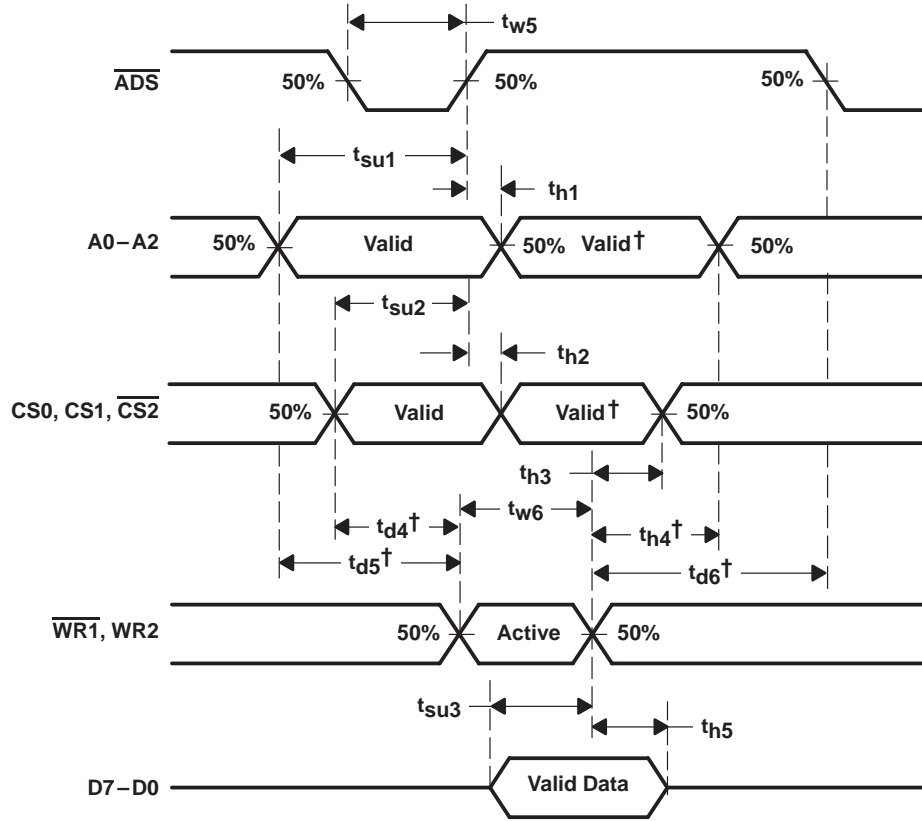 tw5
ADS
50%
50%
50%
tsu1
th1
A0–A2
50%
Valid
50%
Valid†
50%
tsu2
th2
CS0, CS1, CS2
50%
Valid
Valid†
50%
th3
tw6
td4†
th4†
td5†
td6†
WR1, WR2
50%
Active
50%
tsu3
th5
D7–D0
Valid Data